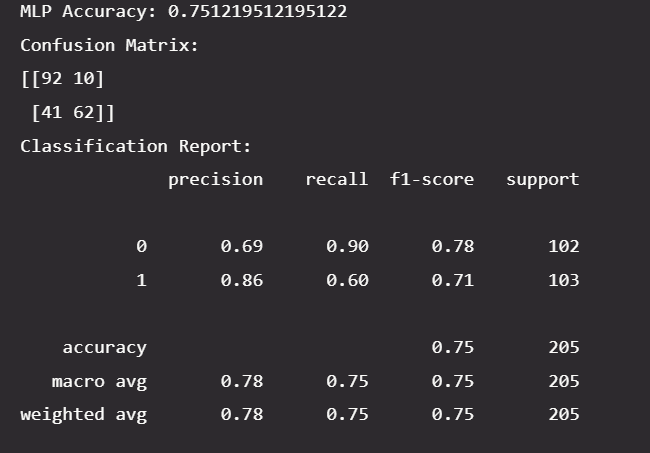 MLP Accuracy: 0.751219512195122
Confusion Matrix:
[[92 10]
 [41 62]]
Classification Report:
              precision    recall  f1-score   support

           0       0.69      0.90      0.78       102
           1       0.86      0.60      0.71       103

    accuracy                           0.75       205
   macro avg       0.78      0.75      0.75       205
weighted avg       0.78      0.75      0.75       205